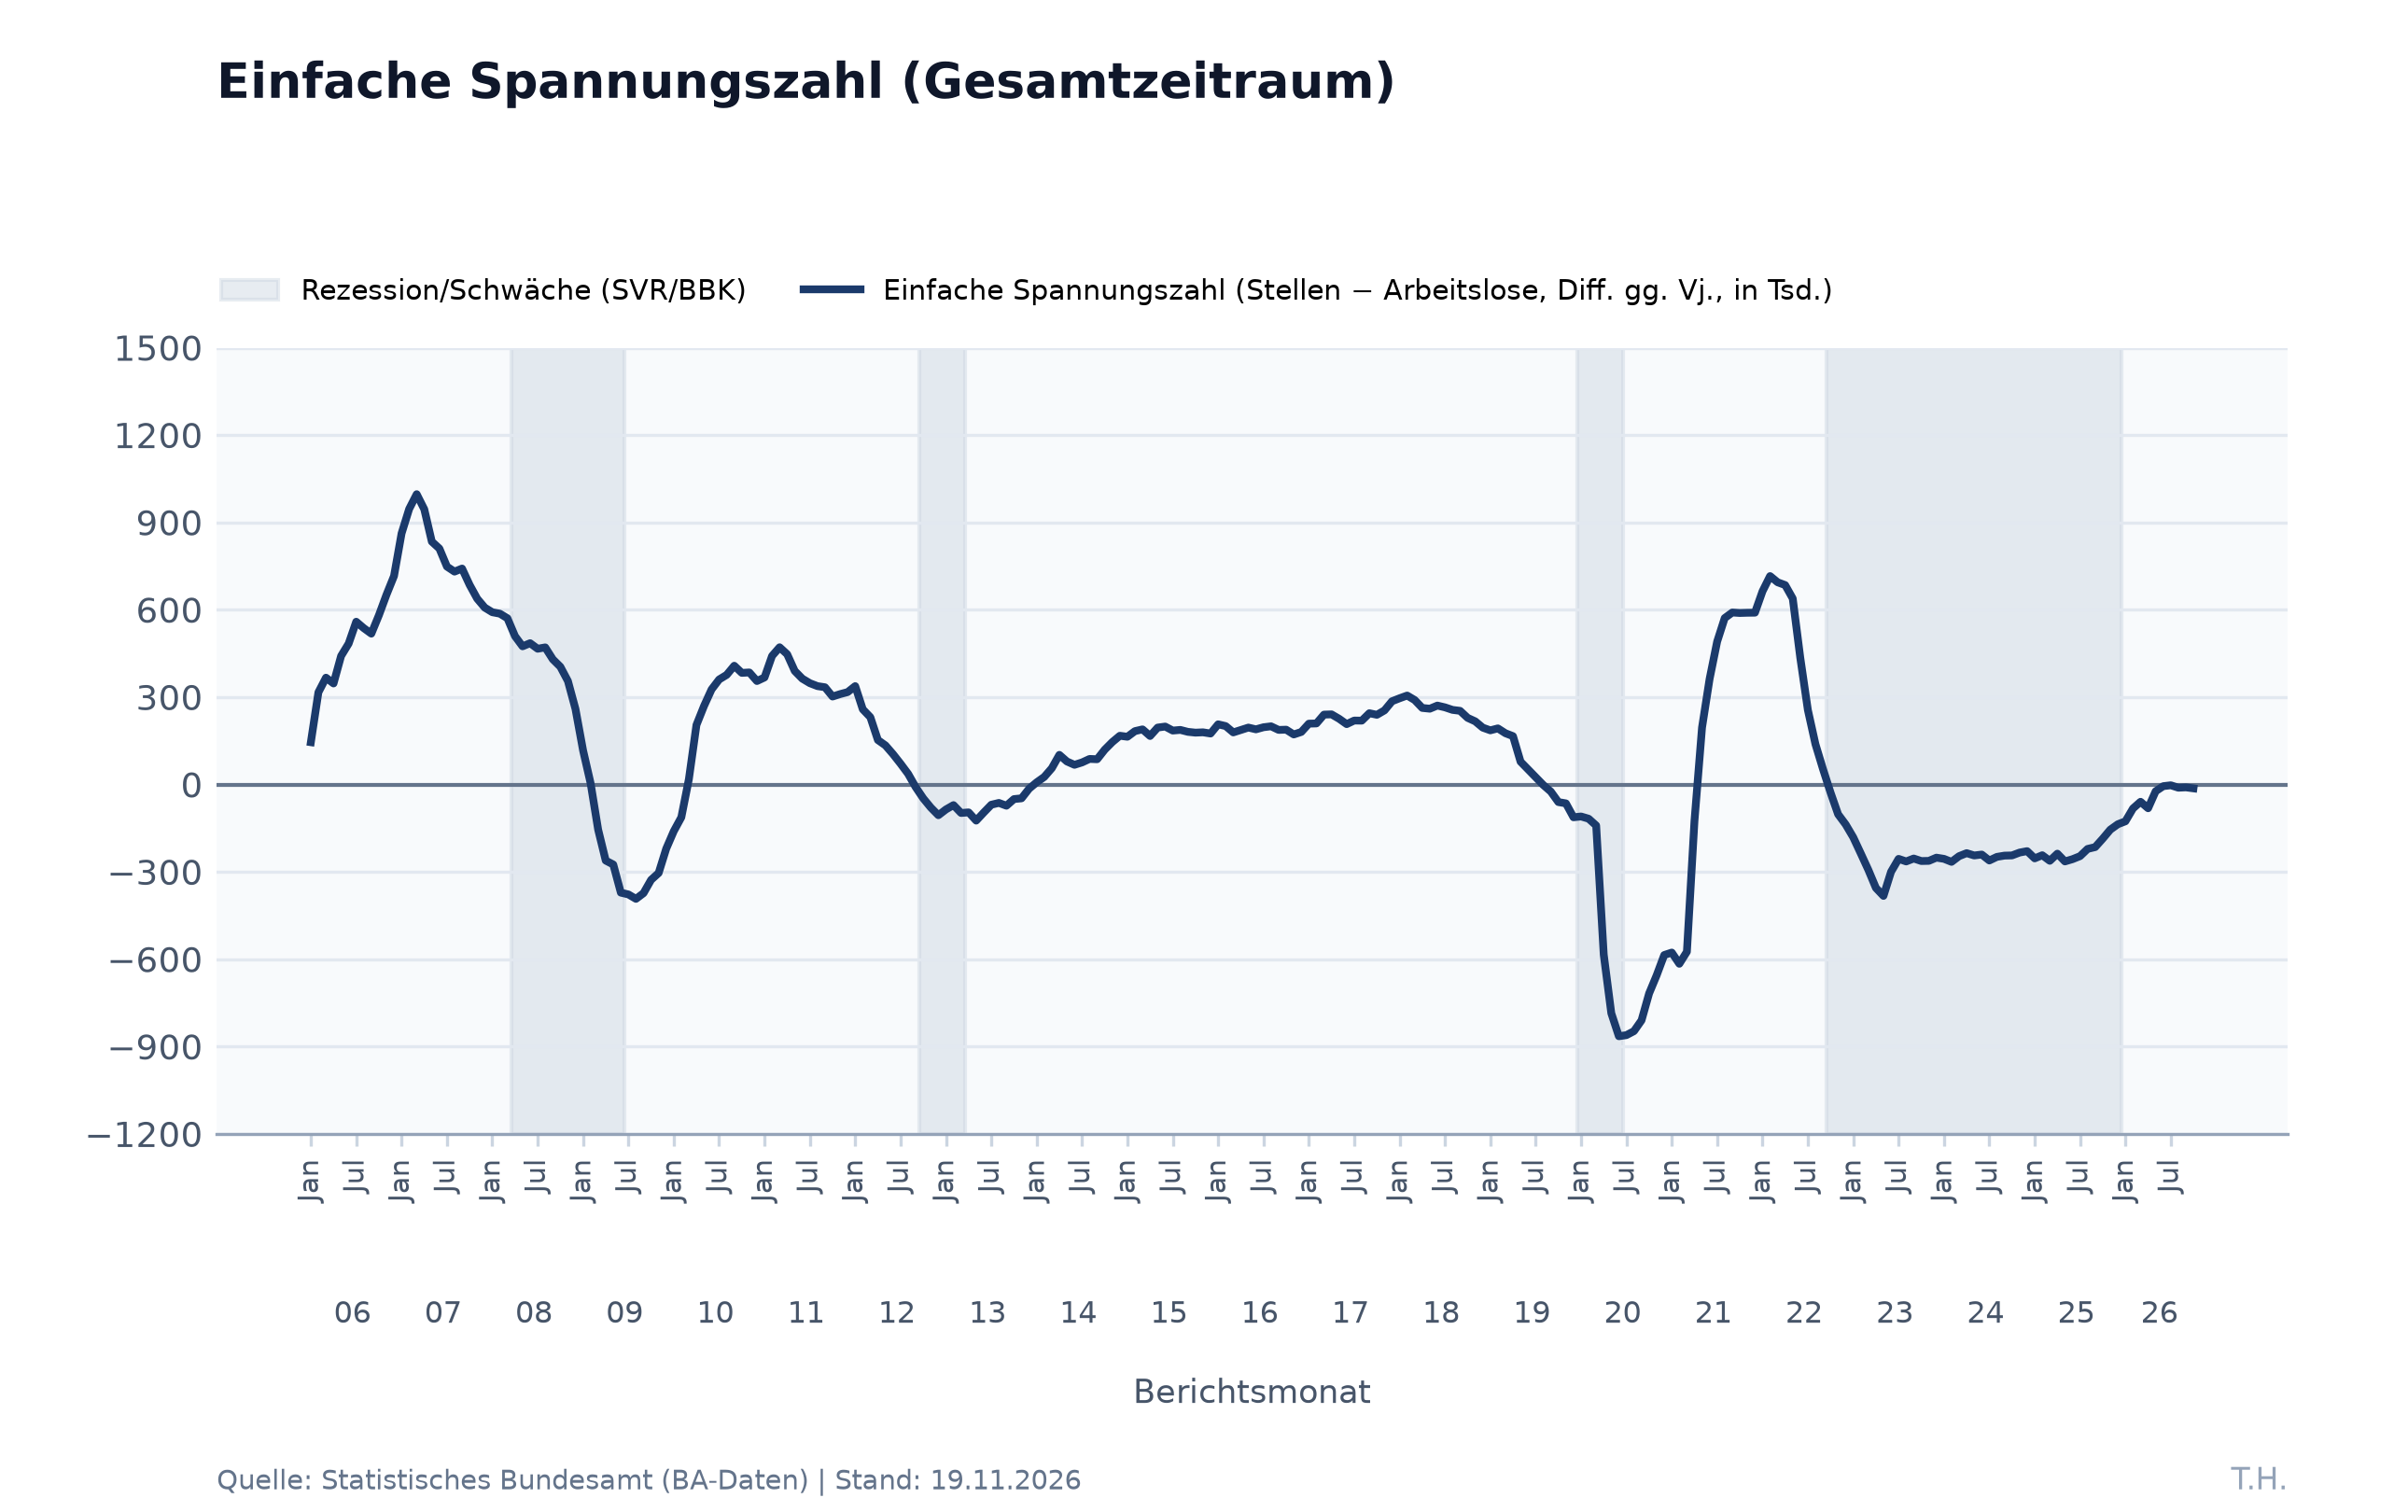 Einfache Spannungszahl (Gesamtzeitraum)
Rezession/Schwäche (SVR/BBK) Einfache Spannungszahl (Stellen − Arbeitslose, Diff. gg. Vj., in Tsd.)
1500
1200
900
600
300
0
−300
−600
−900
−1200
Jan Jul Jan Jul Jan Jul Jan Jul Jan Jul Jan Jul Jan Jul Jan Jul Jan Jul Jan Jul Jan Jul Jan Jul Jan Jul Jan Jul Jan Jul Jan Jul Jan Jul Jan Jul Jan Jul Jan Jul Jan Jul
06 07 08 09 10 11 12 13 14 15 16 17 18 19 20 21 22 23 24 25 26
Berichtsmonat
Quelle: Statistisches Bundesamt (BA-Daten) | Stand: 19.11.2026 T.H.